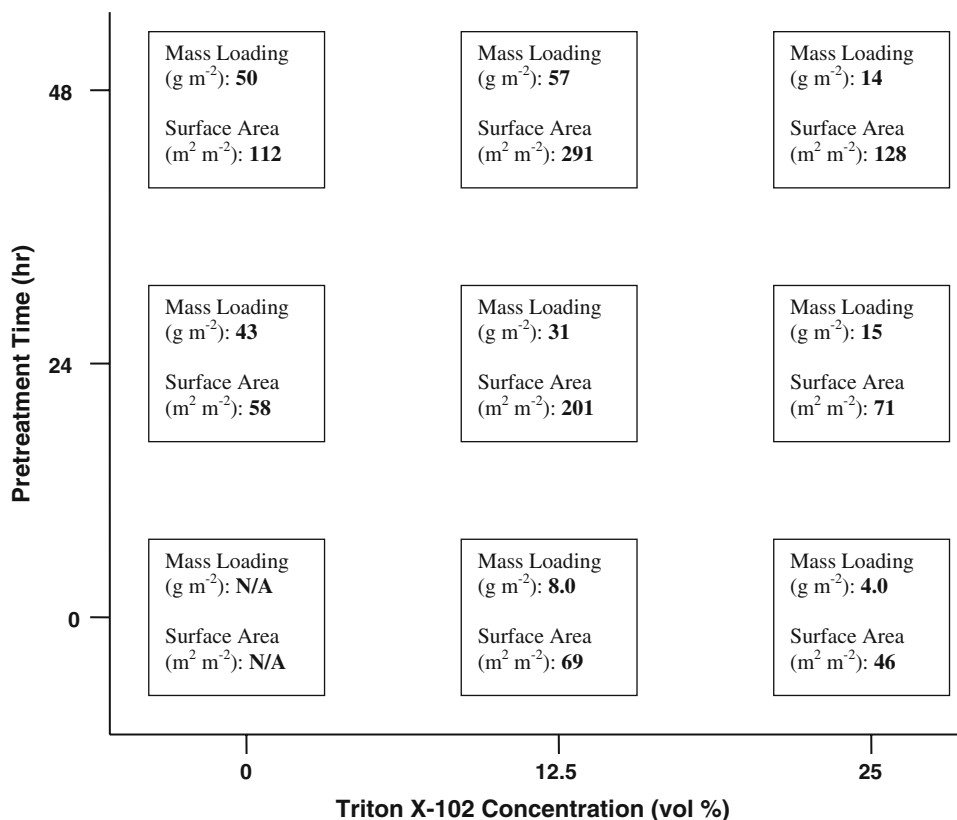 Mass Loading
(g m⁻²): 50
Surface Area
(m² m⁻²): 112
Mass Loading
(g m⁻²): 57
Surface Area
(m² m⁻²): 291
Mass Loading
(g m⁻²): 14
Surface Area
(m² m⁻²): 128
48
Mass Loading
(g m⁻²): 43
Surface Area
(m² m⁻²): 58
Mass Loading
(g m⁻²): 31
Surface Area
(m² m⁻²): 201
Mass Loading
(g m⁻²): 15
Surface Area
(m² m⁻²): 71
24
Pretreatment Time (hr)
Mass Loading
(g m⁻²): N/A
Surface Area
(m² m⁻²): N/A
Mass Loading
(g m⁻²): 8.0
Surface Area
(m² m⁻²): 69
Mass Loading
(g m⁻²): 4.0
Surface Area
(m² m⁻²): 46
0
0
12.5
25
Triton X-102 Concentration (vol %)